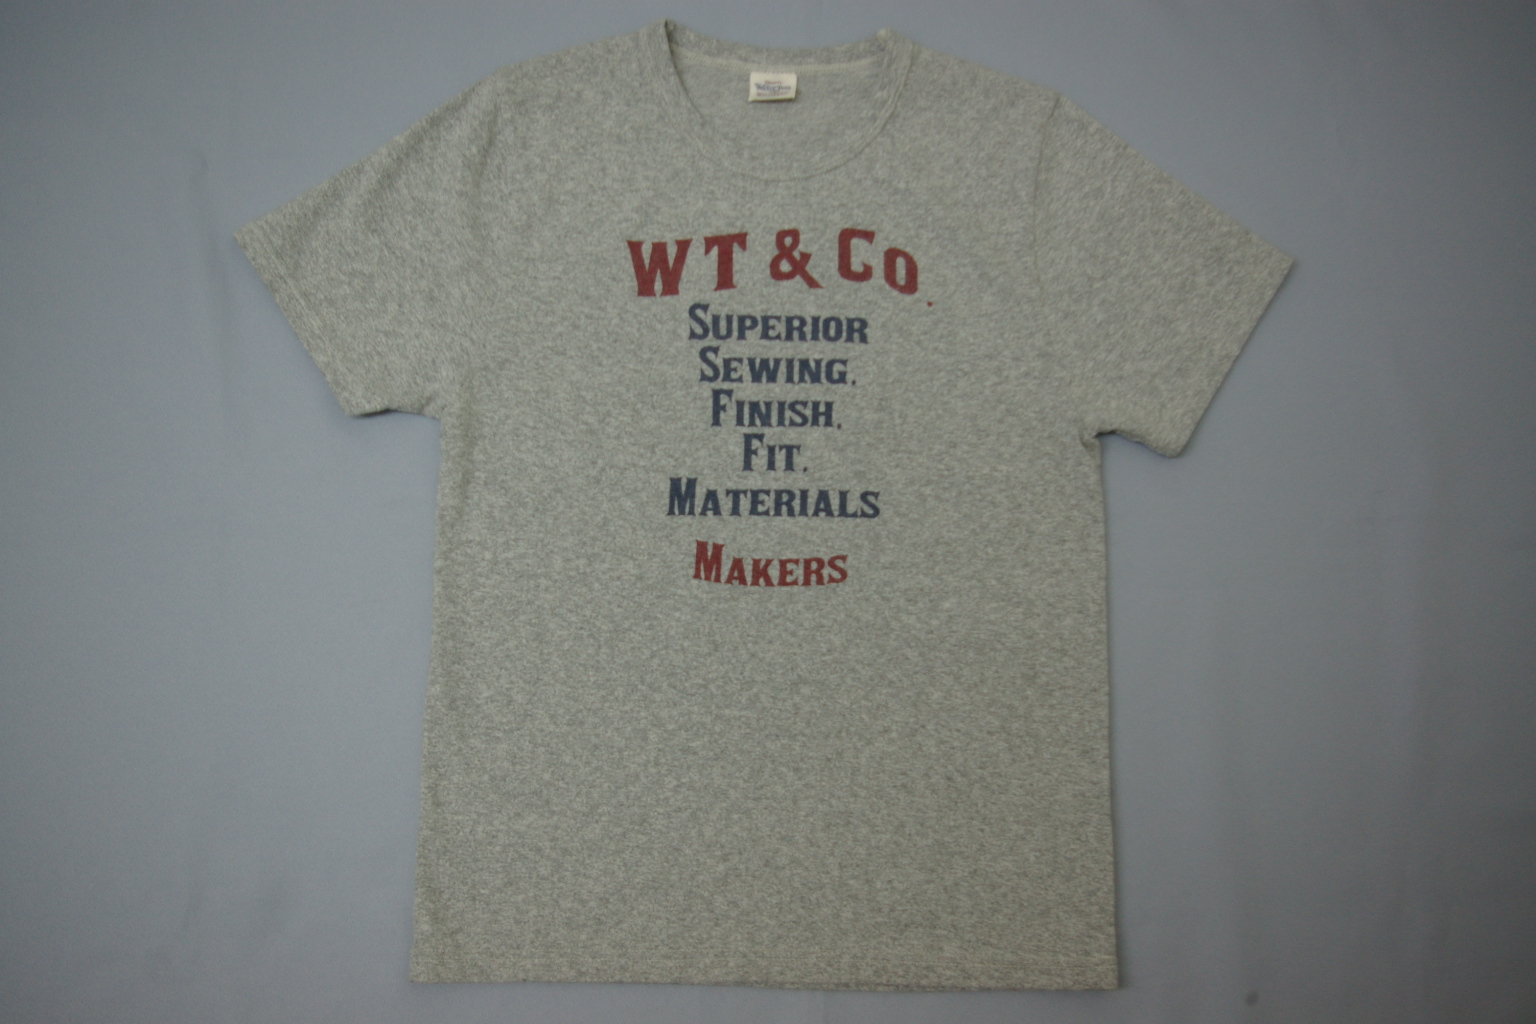 WT & Co.
Superior
Sewing.
Finish.
Fit.
Materials
Makers